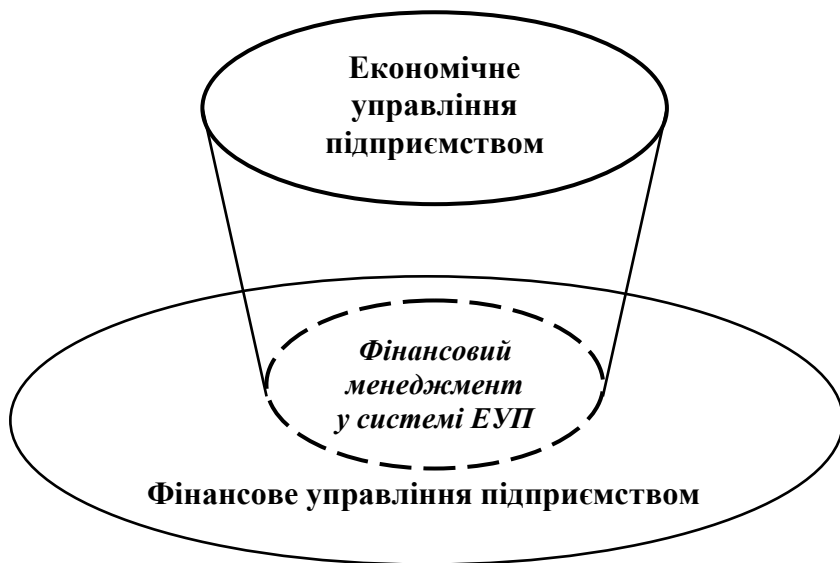 Економічне
управління
підприємством
Фінансовий
менеджмент
у системі ЕУП
Фінансове управління підприємством